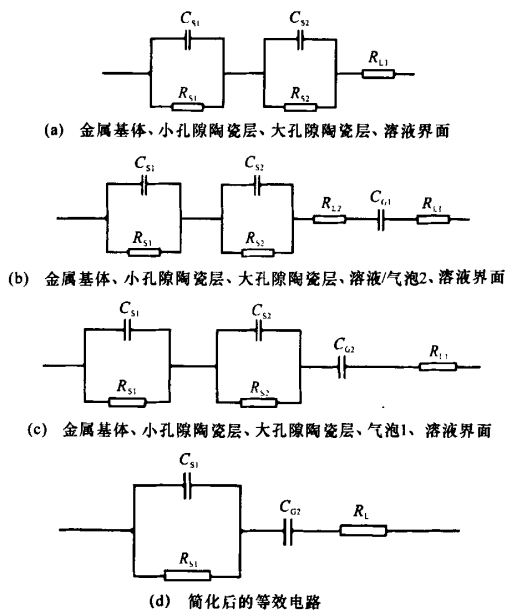 C_S1 C_S2
R_S1 R_S2 R_L1
(a) 金属基体、小孔隙陶瓷层、大孔隙陶瓷层、溶液界面
C_S1 C_S2
R_S1 R_S2 R_L2 C_G1 R_L1
(b) 金属基体、小孔隙陶瓷层、大孔隙陶瓷层、溶液/气泡2、溶液界面
C_S1 C_S2
R_S1 R_S2 C_G2 R_L1
(c) 金属基体、小孔隙陶瓷层、大孔隙陶瓷层、气泡1、溶液界面
C_S1
R_S1 C_G2 R_L
(d) 简化后的等效电路